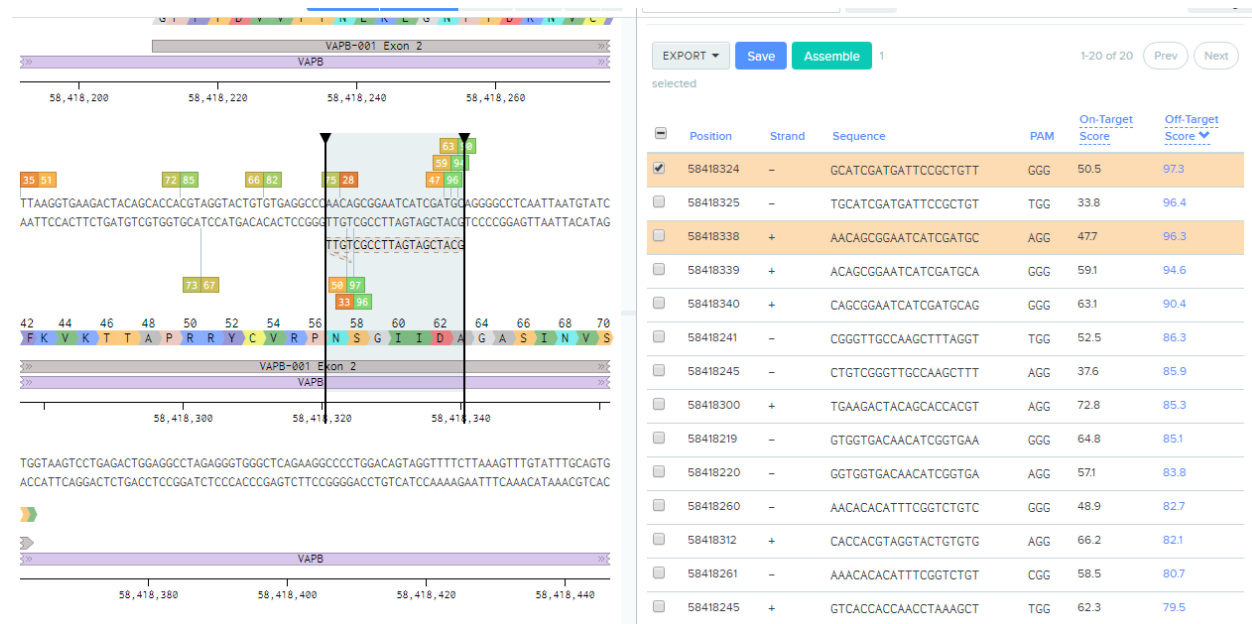 VAPB-001 Exon 2
VAPB
58,418,200 58,418,220 58,418,240 58,418,260
63 90
59 94
35 51 72 85 66 82 75 28 47 96
TTAAGGTGAAGACTACAGCACCACGTAGGTACTGTGTGAGGCCCAACAGCGGAATCATCGATGCAGGGGCCTCAATTAATGTATC
AATTCCACTTCTGATGTCGTGGTGCATCCATGACACACTCCGGGTTGTCGCCTTAGTAGCTACGTCCCCGGAGTTAATTACATAG
TTGTCGCCTTAGTAGCTACG
73 67 50 97
33 96
42 44 46 48 50 52 54 56 58 60 62 64 66 68 70
F K V K T T A P R R Y C V R P N S G I I D A G A S I N V S
VAPB-001 Exon 2
VAPB
58,418,300 58,418,320 58,418,340
TGGTAAGTCCTGAGACTGGAGGCCTAGAGGGTGGGCTCAGAAGGCCCCTGGACAGTAGGTTTTCTTAAAGTTTGTATTTGCAGTG
ACCATTCAGGACTCTGACCTCCGGATCTCCCACCCGAGTCTTCCGGGGACCTGTCATCCAAAAGAATTTCAAACATAAACGTCAC
VAPB
58,418,380 58,418,400 58,418,420 58,418,440
EXPORT Save Assemble 1 1-20 of 20 Prev Next
selected
Position Strand Sequence PAM On-Target Score Off-Target Score
58418324 – GCATCGATGATTCCGCTGTT GGG 50.5 97.3
58418325 – TGCATCGATGATTCCGCTGT TGG 33.8 96.4
58418338 + AACAGCGGAATCATCGATGC AGG 47.7 96.3
58418339 + ACAGCGGAATCATCGATGCA GGG 59.1 94.6
58418340 + CAGCGGAATCATCGATGCAG GGG 63.1 90.4
58418241 – CGGGTTGCCAAGCTTTAGGT TGG 52.5 86.3
58418245 – CTGTCGGGTTGCCAAGCTTT AGG 37.6 85.9
58418300 + TGAAGACTACAGCACCACGT AGG 72.8 85.3
58418219 – GTGGTGACAACATCGGTGAA GGG 64.8 85.1
58418220 – GGTGGTGACAACATCGGTGA AGG 57.1 83.8
58418260 – AACACACATTTCGGTCTGTC GGG 48.9 82.7
58418312 + CACCACGTAGGTACTGTGTG AGG 66.2 82.1
58418261 – AAACACACATTTCGGTCTGT CGG 58.5 80.7
58418245 + GTCACCACCAACCTAAAGCT TGG 62.3 79.5